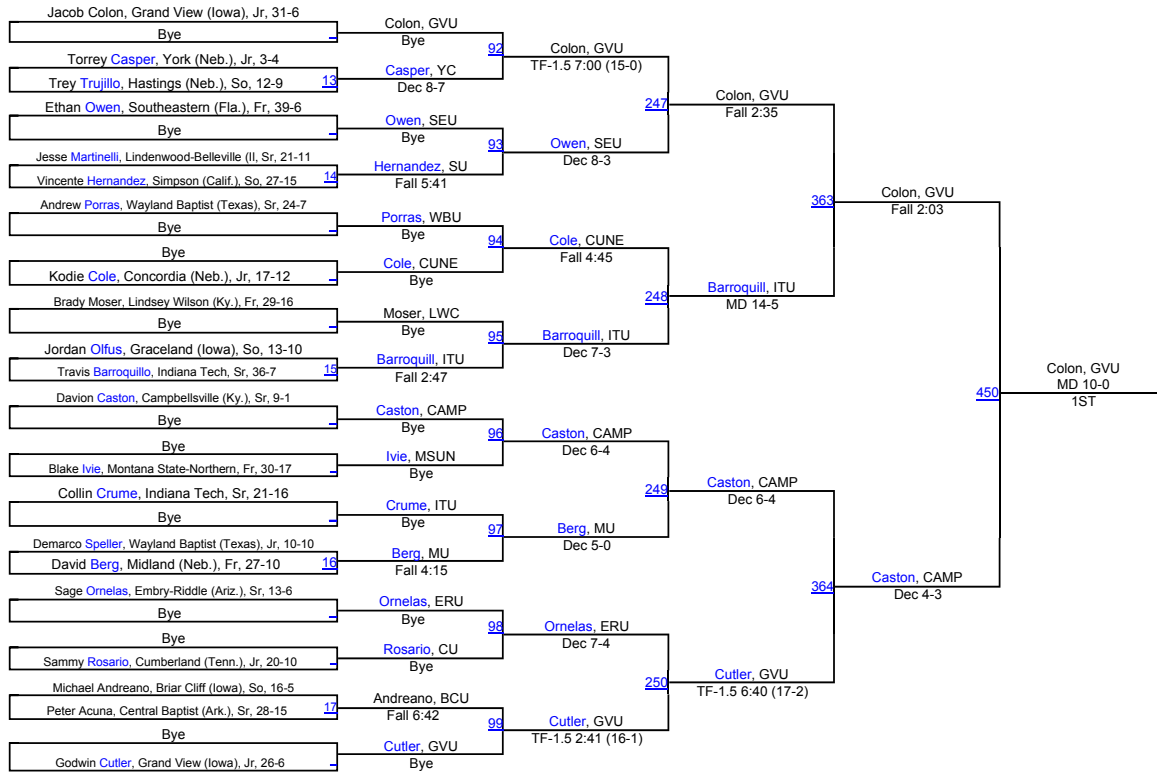 Jacob Colon, Grand View (Iowa), Jr, 31-6
Bye
Torrey Casper, York (Neb.), Jr, 3-4
Trey Trujillo, Hastings (Neb.), So, 12-9
13
Ethan Owen, Southeastern (Fla.), Fr, 39-6
Bye
Jesse Martinelli, Lindenwood-Belleville (Il, Sr, 21-11
Vincente Hernandez, Simpson (Calif.), So, 27-15
14
Andrew Porras, Wayland Baptist (Texas), Sr, 24-7
Bye
Bye
Kodie Cole, Concordia (Neb.), Jr, 17-12
Brady Moser, Lindsey Wilson (Ky.), Fr, 29-16
Bye
Jordan Olfus, Graceland (Iowa), So, 13-10
Travis Barroquillo, Indiana Tech, Sr, 36-7
15
Davion Caston, Campbellsville (Ky.), Sr, 9-1
Bye
Bye
Blake Ivie, Montana State-Northern, Fr, 30-17
Collin Crume, Indiana Tech, Sr, 21-16
Bye
Demarco Speller, Wayland Baptist (Texas), Jr, 10-10
David Berg, Midland (Neb.), Fr, 27-10
16
Sage Ornelas, Embry-Riddle (Ariz.), Sr, 13-6
Bye
Bye
Sammy Rosario, Cumberland (Tenn.), Jr, 20-10
Michael Andreano, Briar Cliff (Iowa), So, 16-5
Peter Acuna, Central Baptist (Ark.), Sr, 28-15
17
Bye
Godwin Cutler, Grand View (Iowa), Jr, 26-6
Colon, GVU
Bye
92
Casper, YC
Dec 8-7
Owen, SEU
Bye
93
Hernandez, SU
Fall 5:41
Porras, WBU
Bye
94
Cole, CUNE
Bye
Moser, LWC
Bye
95
Barroquill, ITU
Fall 2:47
Caston, CAMP
Bye
96
Ivie, MSUN
Bye
Crume, ITU
Bye
97
Berg, MU
Fall 4:15
Ornelas, ERU
Bye
98
Rosario, CU
Bye
Andreano, BCU
Fall 6:42
99
Cutler, GVU
Bye
Colon, GVU
TF-1.5 7:00 (15-0)
247
Owen, SEU
Dec 8-3
Cole, CUNE
Fall 4:45
248
Barroquill, ITU
Dec 7-3
Caston, CAMP
Dec 6-4
249
Berg, MU
Dec 5-0
Ornelas, ERU
Dec 7-4
250
Cutler, GVU
TF-1.5 2:41 (16-1)
Colon, GVU
Fall 2:35
363
Barroquill, ITU
MD 14-5
Caston, CAMP
Dec 6-4
364
Cutler, GVU
TF-1.5 6:40 (17-2)
Colon, GVU
Fall 2:03
450
Caston, CAMP
Dec 4-3
Colon, GVU
MD 10-0
1ST